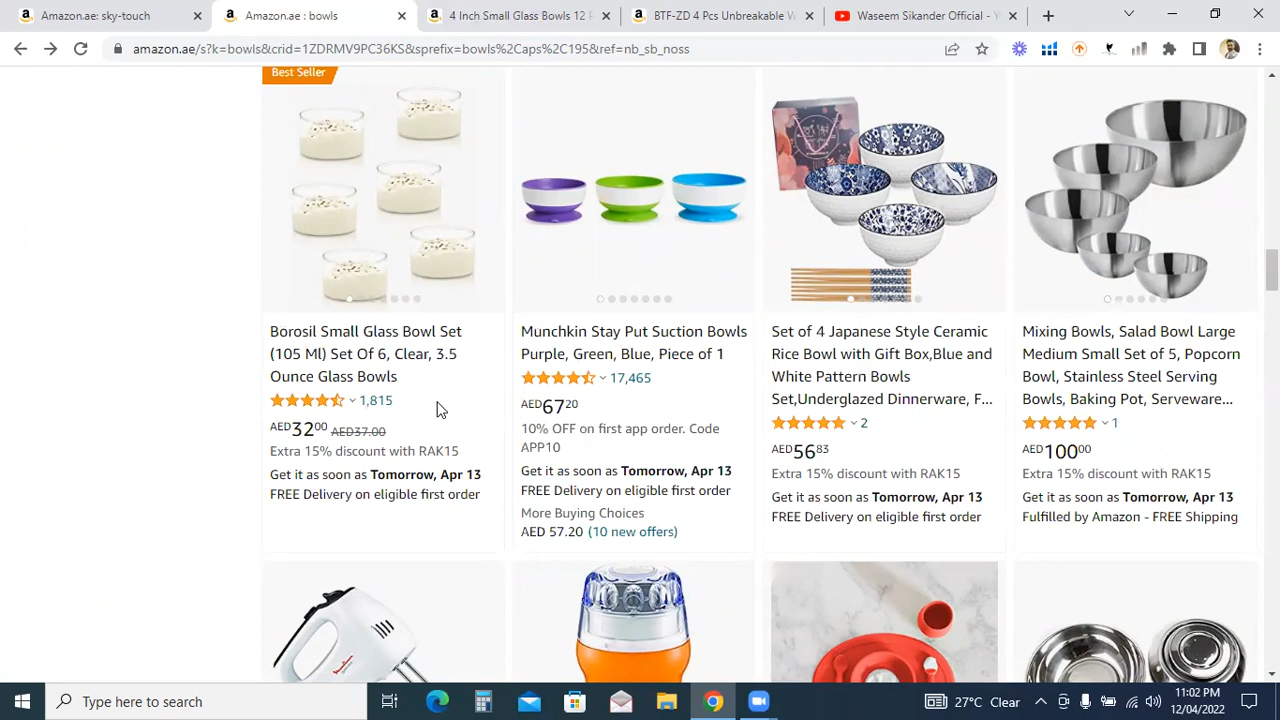 Amazon.ae: sky-touch
Amazon.ae : bowls
4 Inch Small Glass Bowls 12 P
BTF-ZD 4 Pcs Unbreakable W
Waseem Sikander Official - Y
amazon.ae/s?k=bowls&crid=1ZDRMV9PC36KS&sprefix=bowls%2Caps%2C195&ref=nb_sb_noss
Best Seller
Borosil Small Glass Bowl Set
(105 Ml) Set Of 6, Clear, 3.5
Ounce Glass Bowls
1,815
AED3200 AED37.00
Extra 15% discount with RAK15
Get it as soon as Tomorrow, Apr 13
FREE Delivery on eligible first order
Munchkin Stay Put Suction Bowls
Purple, Green, Blue, Piece of 1
17,465
AED6720
10% OFF on first app order. Code
APP10
Get it as soon as Tomorrow, Apr 13
FREE Delivery on eligible first order
More Buying Choices
AED 57.20 (10 new offers)
Set of 4 Japanese Style Ceramic
Rice Bowl with Gift Box,Blue and
White Pattern Bowls
Set,Underglazed Dinnerware, F...
2
AED5683
Extra 15% discount with RAK15
Get it as soon as Tomorrow, Apr 13
FREE Delivery on eligible first order
Mixing Bowls, Salad Bowl Large
Medium Small Set of 5, Popcorn
Bowl, Stainless Steel Serving
Bowls, Baking Pot, Serveware...
1
AED10000
Extra 15% discount with RAK15
Get it as soon as Tomorrow, Apr 13
Fulfilled by Amazon - FREE Shipping
Type here to search
27°C Clear
11:02 PM
12/04/2022